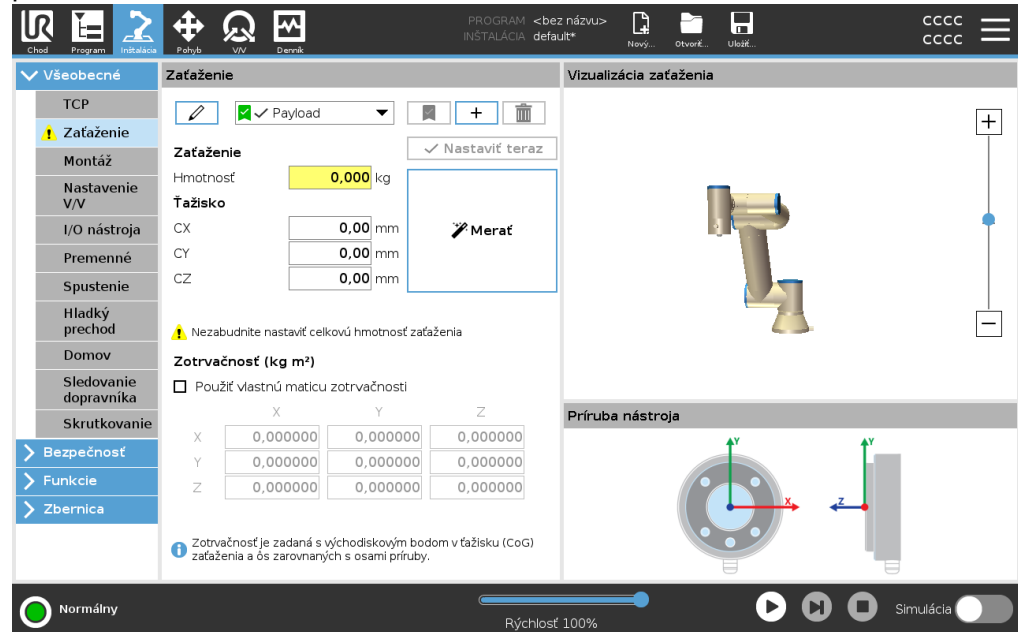 PROGRAM <bez názvu>
INŠTALÁCIA default*
UR
Chod
Program
Inštalácia
Pohyb
V/V
Denník
Nový...
Otvoriť...
Uložiť...
cccc
cccc
Všeobecné
TCP
Zaťaženie
Montáž
Nastavenie
V/V
I/O nástroja
Premenné
Spustenie
Hladký
prechod
Domov
Sledovanie
dopravníka
Skrutkovanie
Bezpečnosť
Funkcie
Zbernica
Zaťaženie
Payload
Nastaviť teraz
Zaťaženie
Hmotnosť 0,000 kg
Ťažisko
CX 0,00 mm
CY 0,00 mm
CZ 0,00 mm
Merať
Nezabudnite nastaviť celkovú hmotnosť zaťaženia
Zotrvačnosť (kg m²)
Použiť vlastnú maticu zotrvačnosti
X Y Z
X 0,000000 0,000000 0,000000
Y 0,000000 0,000000 0,000000
Z 0,000000 0,000000 0,000000
Zotrvačnosť je zadaná s východiskovým bodom v ťažisku (CoG)
zaťaženia a ôs zarovnaných s osami príruby.
Vizualizácia zaťaženia
Príruba nástroja
Y
X
Y
Z
Normálny
Rýchlosť 100%
Simulácia